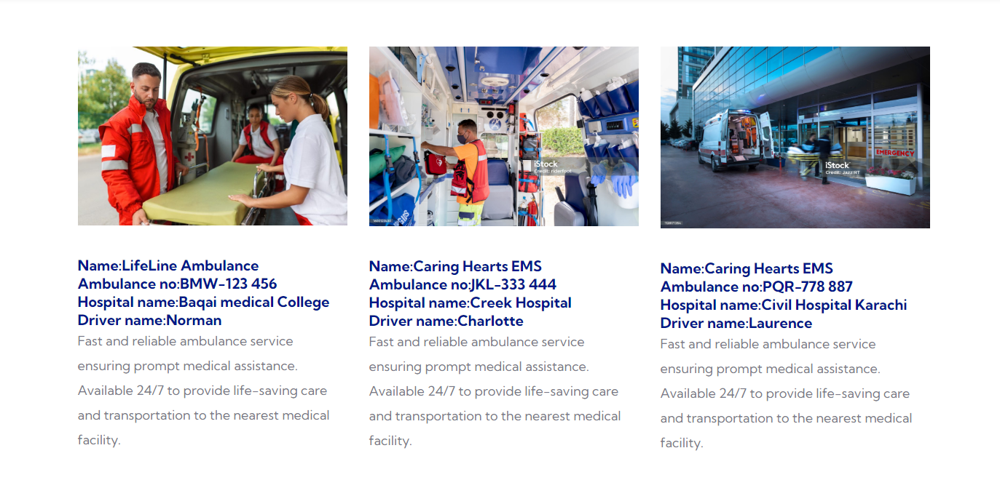 iStock
Credit: riderfoot
iStock
Credit: JazzIRT
EMERGENCY
Name:LifeLine Ambulance
Ambulance no:BMW-123 456
Hospital name:Baqai medical College
Driver name:Norman
Fast and reliable ambulance service
ensuring prompt medical assistance.
Available 24/7 to provide life-saving care
and transportation to the nearest medical
facility.
Name:Caring Hearts EMS
Ambulance no:JKL-333 444
Hospital name:Creek Hospital
Driver name:Charlotte
Fast and reliable ambulance service
ensuring prompt medical assistance.
Available 24/7 to provide life-saving care
and transportation to the nearest medical
facility.
Name:Caring Hearts EMS
Ambulance no:PQR-778 887
Hospital name:Civil Hospital Karachi
Driver name:Laurence
Fast and reliable ambulance service
ensuring prompt medical assistance.
Available 24/7 to provide life-saving care
and transportation to the nearest medical
facility.